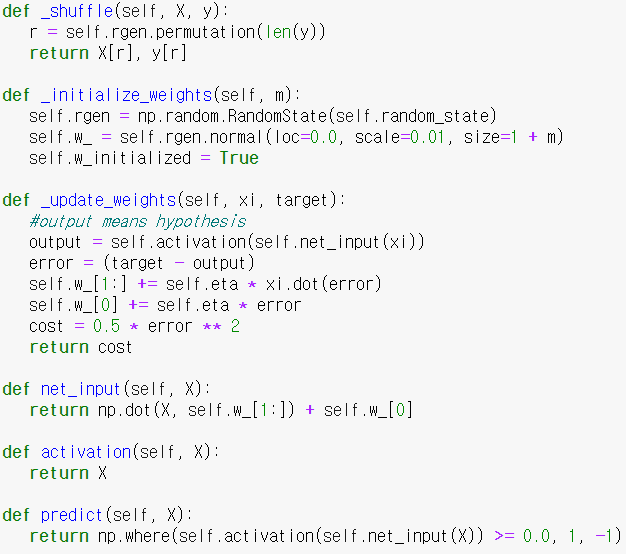 def _shuffle(self, X, y):
    r = self.rgen.permutation(len(y))
    return X[r], y[r]

def _initialize_weights(self, m):
    self.rgen = np.random.RandomState(self.random_state)
    self.w_ = self.rgen.normal(loc=0.0, scale=0.01, size=1 + m)
    self.w_initialized = True

def _update_weights(self, xi, target):
    #output means hypothesis
    output = self.activation(self.net_input(xi))
    error = (target - output)
    self.w_[1:] += self.eta * xi.dot(error)
    self.w_[0] += self.eta * error
    cost = 0.5 * error ** 2
    return cost

def net_input(self, X):
    return np.dot(X, self.w_[1:]) + self.w_[0]

def activation(self, X):
    return X

def predict(self, X):
    return np.where(self.activation(self.net_input(X)) >= 0.0, 1, -1)